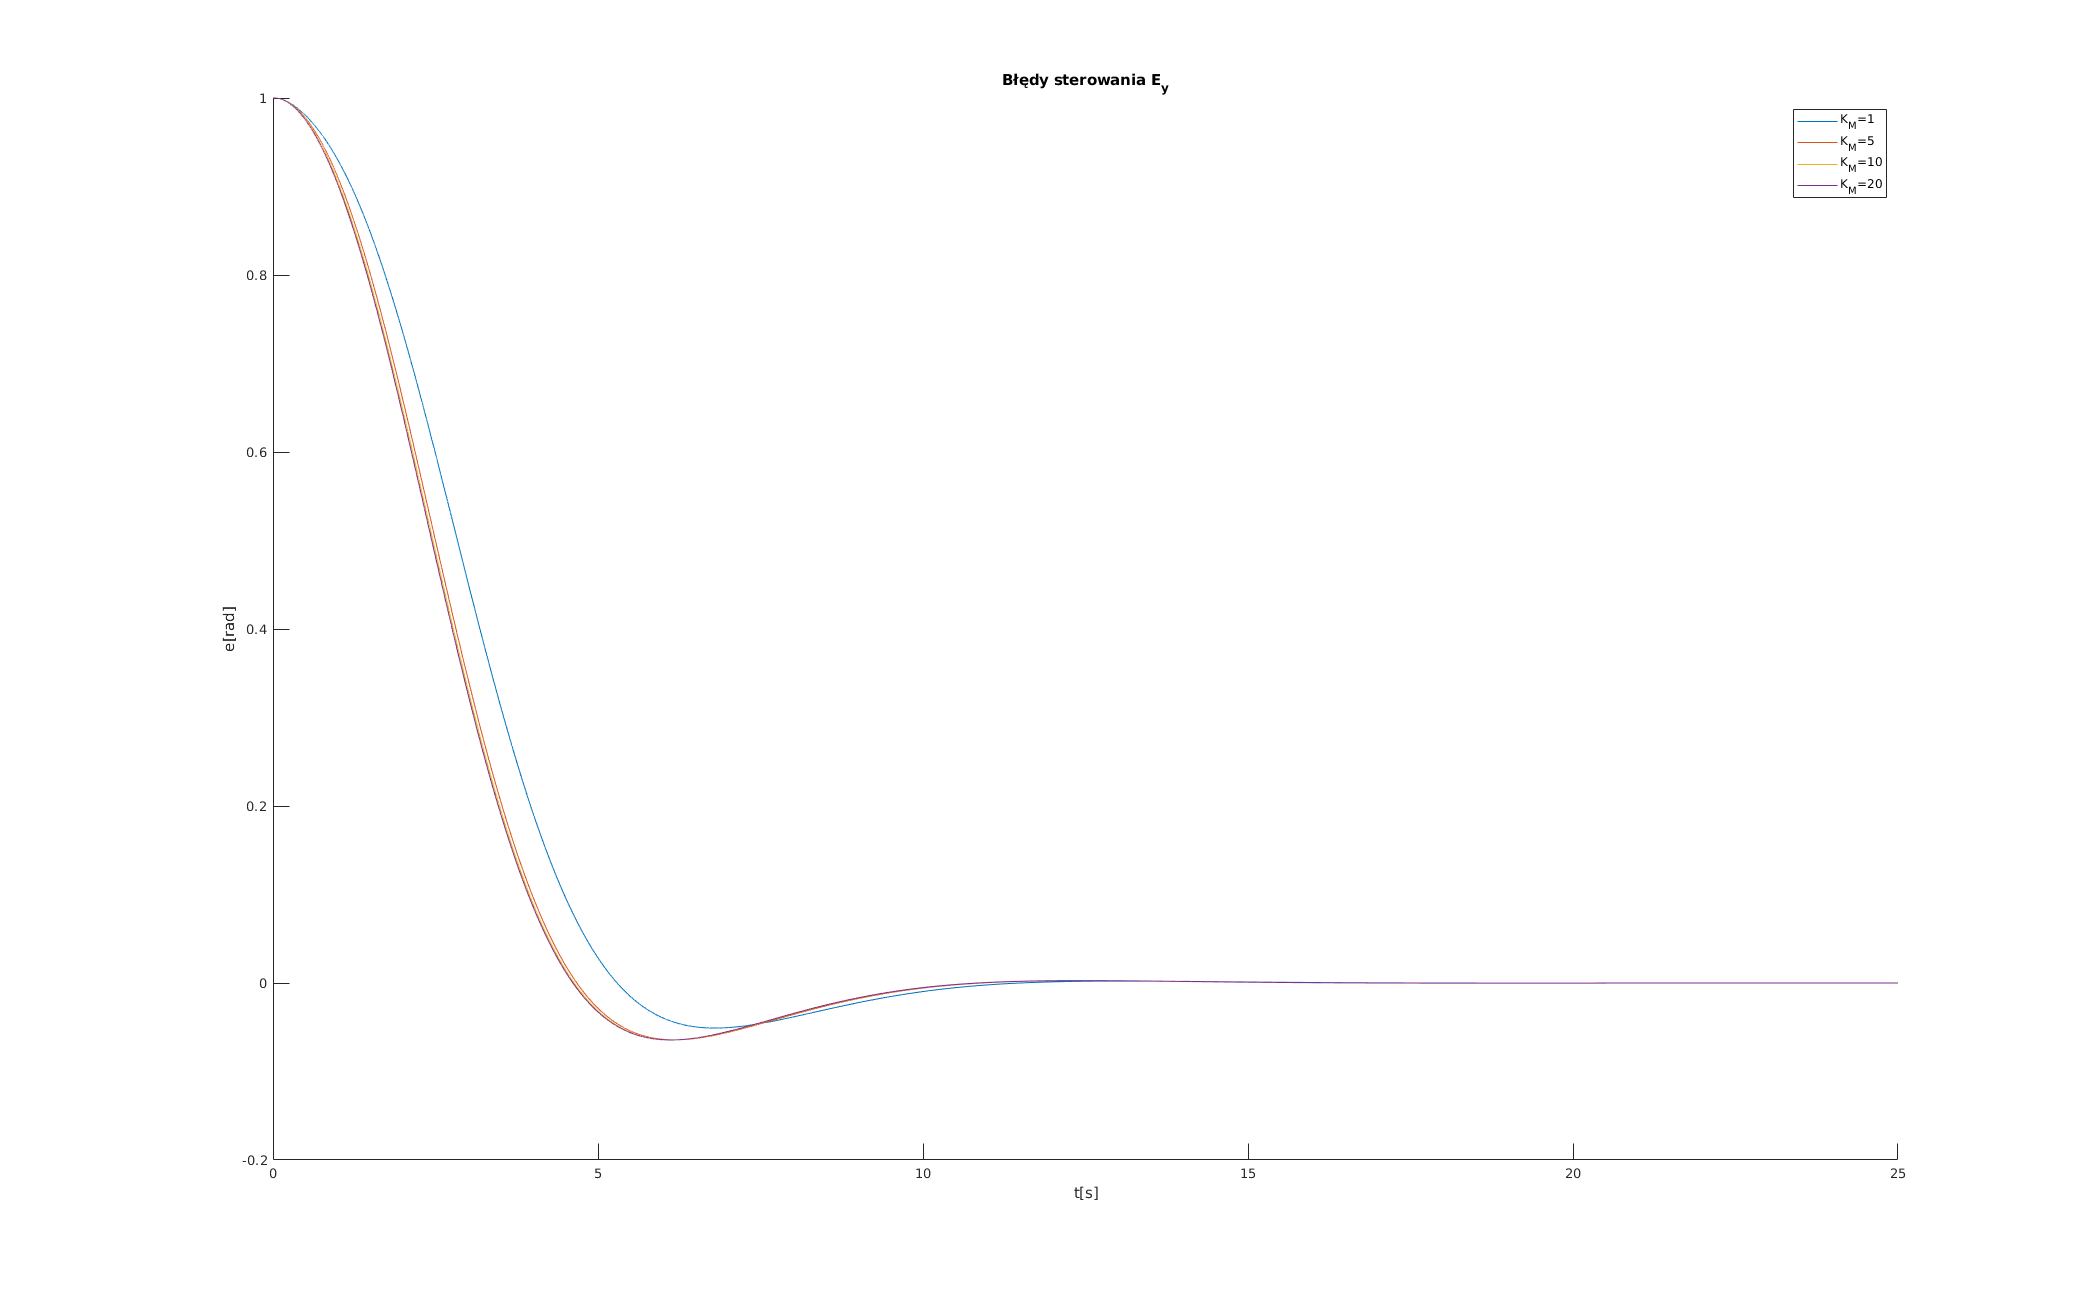 Błędy sterowania E_y
K_M=1
K_M=5
K_M=10
K_M=20
1
0.8
0.6
0.4
0.2
0
-0.2
e[rad]
0 5 10 15 20 25
t[s]